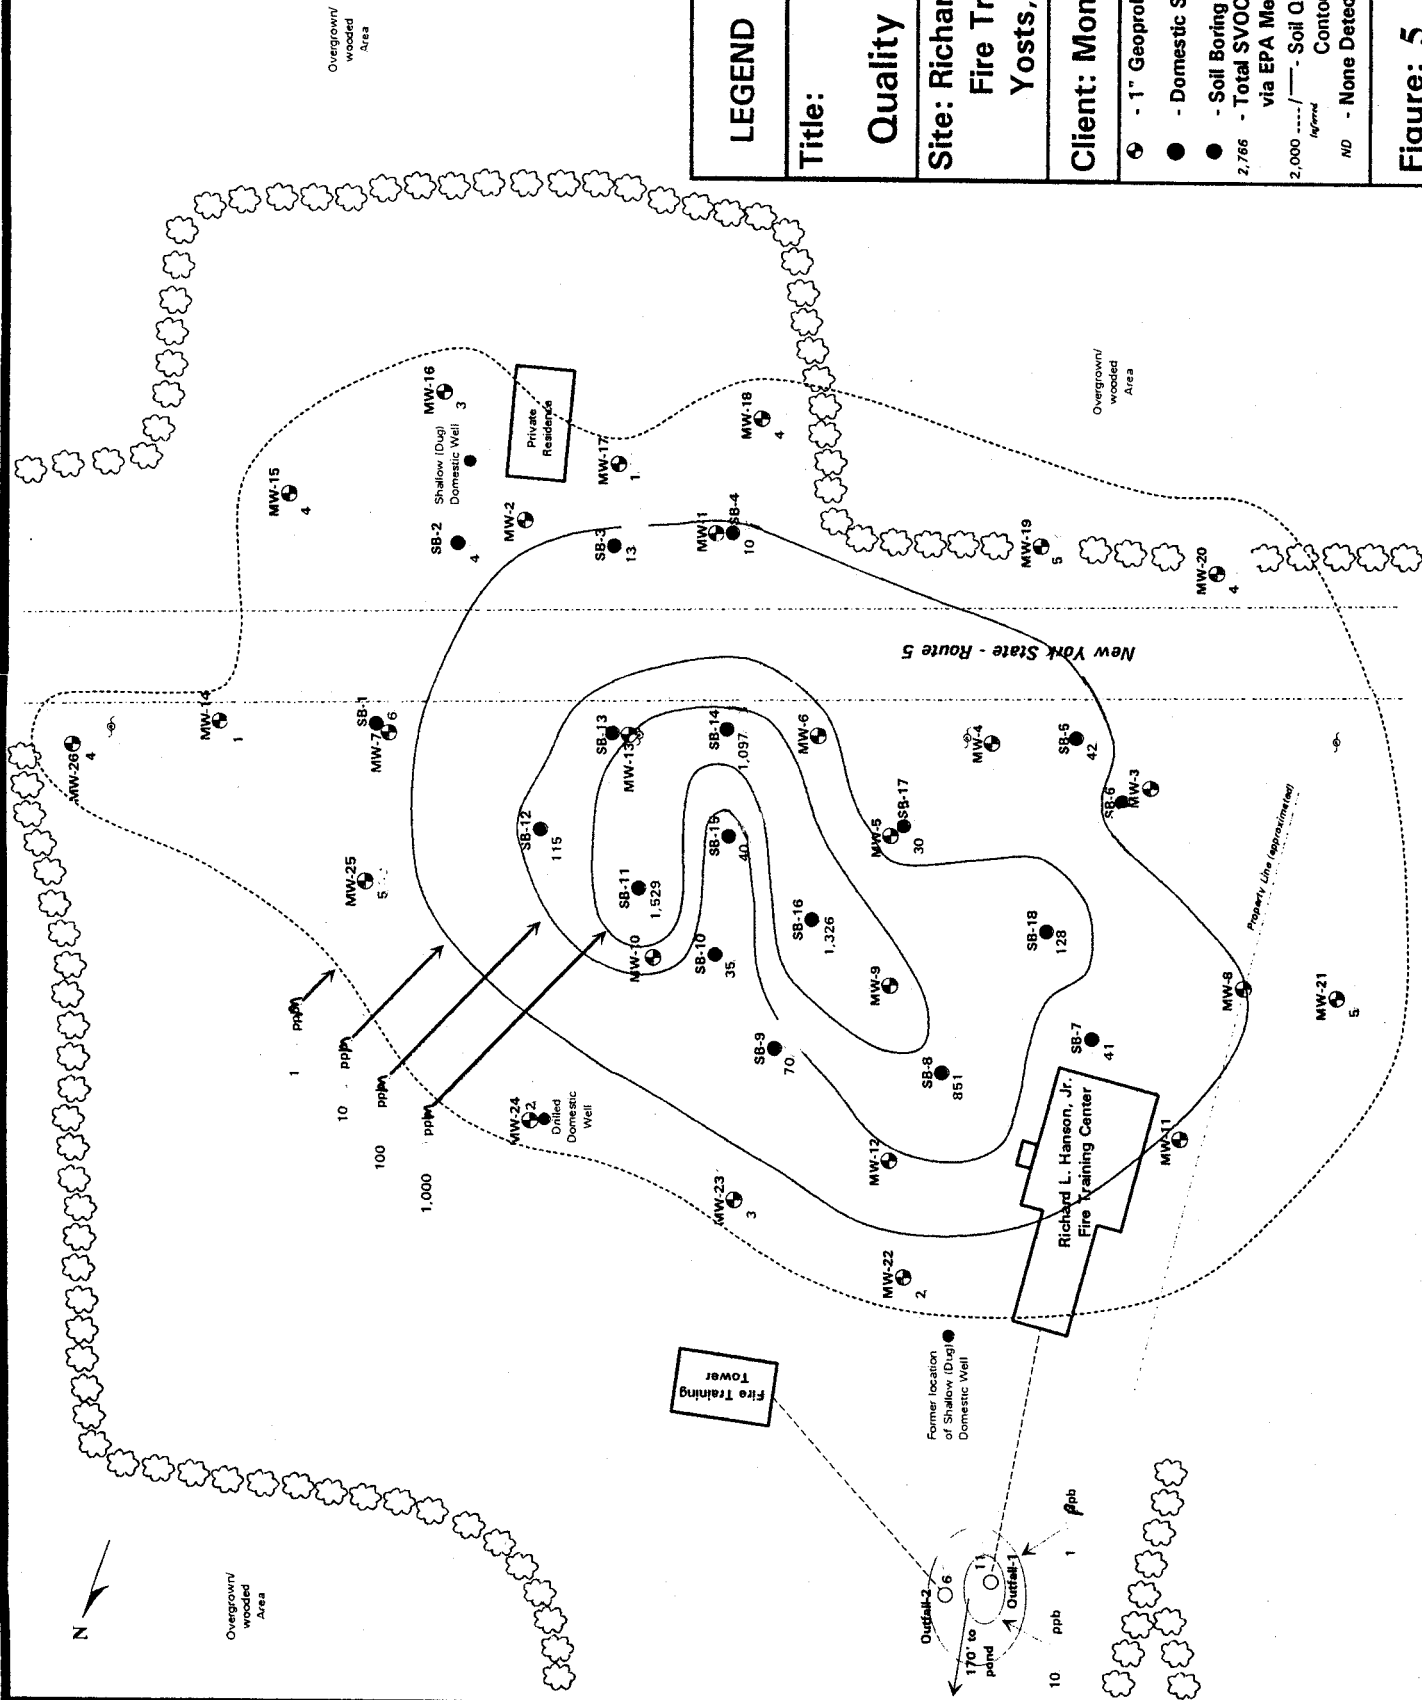 Overgrown/
wooded
Area
LEGEND
Title:
Quality
Site: Richar
Fire Tr
Yosts,
Client: Mon
- 1" Geoprol
- Domestic S
- Soil Boring
2,766 - Total SVOC
via EPA Me
2,000 ----/—— - Soil Q
Inferred
Conto
ND - None Detec
Figure: 5
Overgrown/
wooded
Area
MW-16
3
Shallow (Dug)
Domestic Well
Private
Residence
MW-15
4
MW-17
1
MW-18
4
SB-2
4
MW-2
SB-3
13
MW-1
SB-4
10
MW-19
5
MW-20
4
New York State - Route 5
MW-26
4
MW-14
1
SB-1
MW-7
6
SB-13
MW-13
SB-14
1,097
MW-6
MW-4
SB-5
42
SB-6
MW-3
MW-25
5
SB-12
115
SB-11
1,529
SB-15
40
MW-5
SB-17
30
Property Line (approximated)
MW-10
SB-10
35
SB-16
1,326
MW-9
SB-18
128
MW-8
MW-21
5
1 ppb
10 ppb
100 ppb
1,000 ppb
SB-9
70
SB-8
851
SB-7
41
MW-24
2
Drilled
Domestic
Well
MW-12
MW-11
Richard L. Hanson, Jr.
Fire Training Center
MW-23
3
MW-22
2
Fire Training
Tower
Former location
of Shallow (Dug)
Domestic Well
N
Overgrown/
wooded
Area
Outfall-2
6
11
Outfall-1
170' to
pond
1 ppb
10 ppb